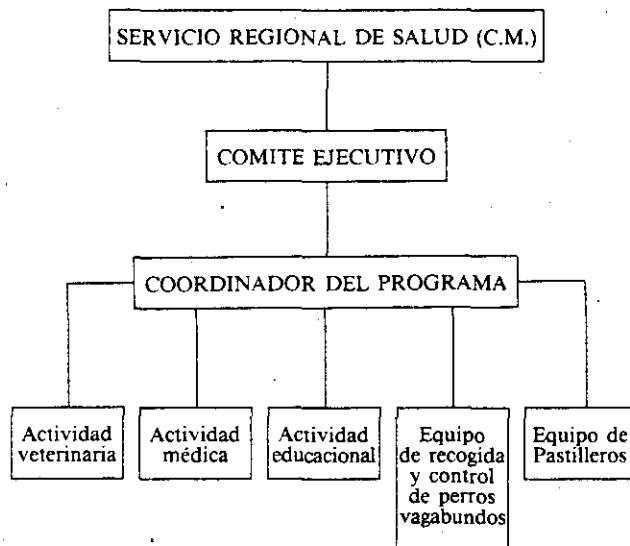 SERVICIO REGIONAL DE SALUD (C.M.)
COMITE EJECUTIVO
COORDINADOR DEL PROGRAMA
Actividad
veterinaria
Actividad
médica
Actividad
educacional
Equipo
de recogida
y control
de perros
vagabundos
Equipo de
Pastilleros